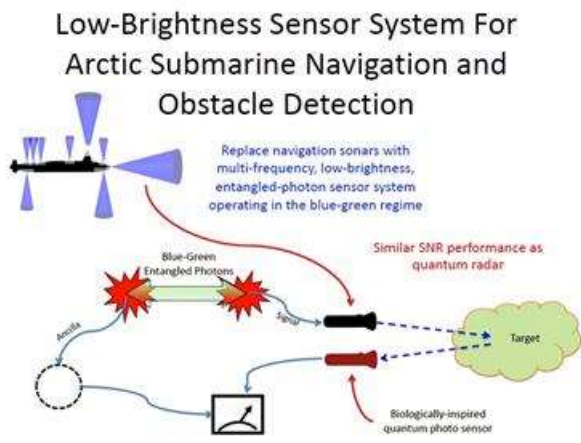 Low-Brightness Sensor System For
Arctic Submarine Navigation and
Obstacle Detection
Replace navigation sonars with
multi-frequency, low-brightness,
entangled-photon sensor system
operating in the blue-green regime
Similar SNR performance as
quantum radar
Blue-Green
Entangled Photons
Signal
Ancilla
Target
Biologically-inspired
quantum photo sensor